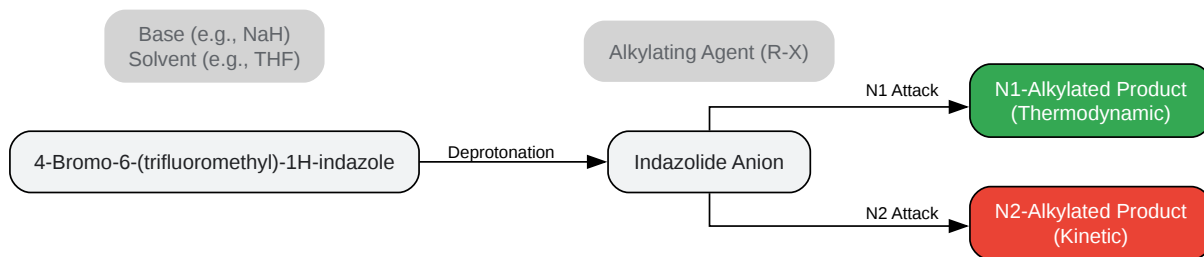 Base (e.g., NaH)
Solvent (e.g., THF)
Alkylating Agent (R-X)
4-Bromo-6-(trifluoromethyl)-1H-indazole
Deprotonation
Indazolide Anion
N1 Attack
N1-Alkylated Product
(Thermodynamic)
N2 Attack
N2-Alkylated Product
(Kinetic)